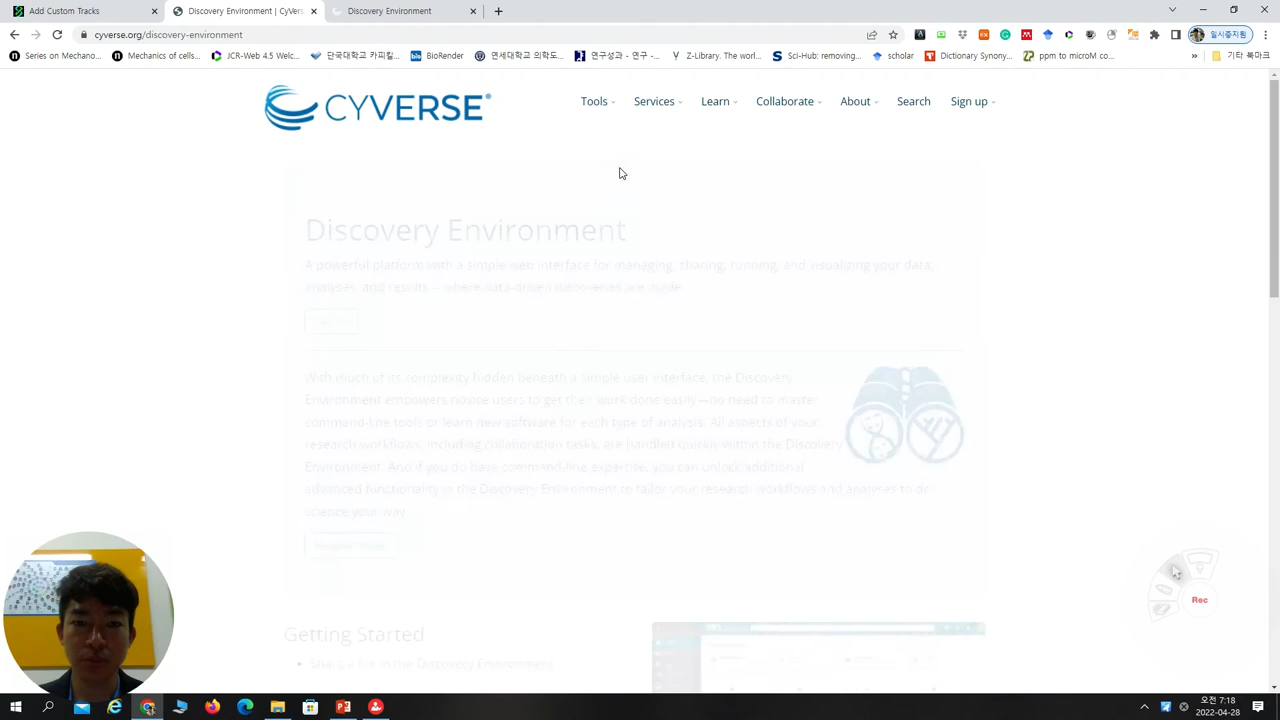 Add Custom Tracks
Discovery Environment | CyVers
Discovery Environment
cyverse.org/discovery-environment
일시중지됨
Series on Mechano...
Mechanics of cells...
JCR-Web 4.5 Welc...
단국대학교 카피킬...
BioRender
연세대학교 의학도...
연구성과 - 연구 -...
Z-Library. The worl...
Sci-Hub: removing...
scholar
Dictionary Synony...
ppm to microM co...
»
기타 북마크
CYVERSE®
Tools
Services
Learn
Collaborate
About
Search
Sign up
Discovery Environment
A powerful platform with a simple web interface for managing, sharing, running, and visualizing your data,
analyses, and results -- where data-driven discoveries are made
With much of its complexity hidden beneath a simple user interface, the Discovery
Environment empowers novice users to get their work done easily—no need to master
command-line tools or learn new software for each type of analysis. All aspects of your
research workflows, including collaboration tasks, are handled quickly within the Discovery
Environment. And if you do have command-line expertise, you can unlock additional
advanced functionality in the Discovery Environment to tailor your research workflows and analyses to do
science your way.
Rec
Getting Started
Share a file in the Discovery Environment
오전 7:18
2022-04-28